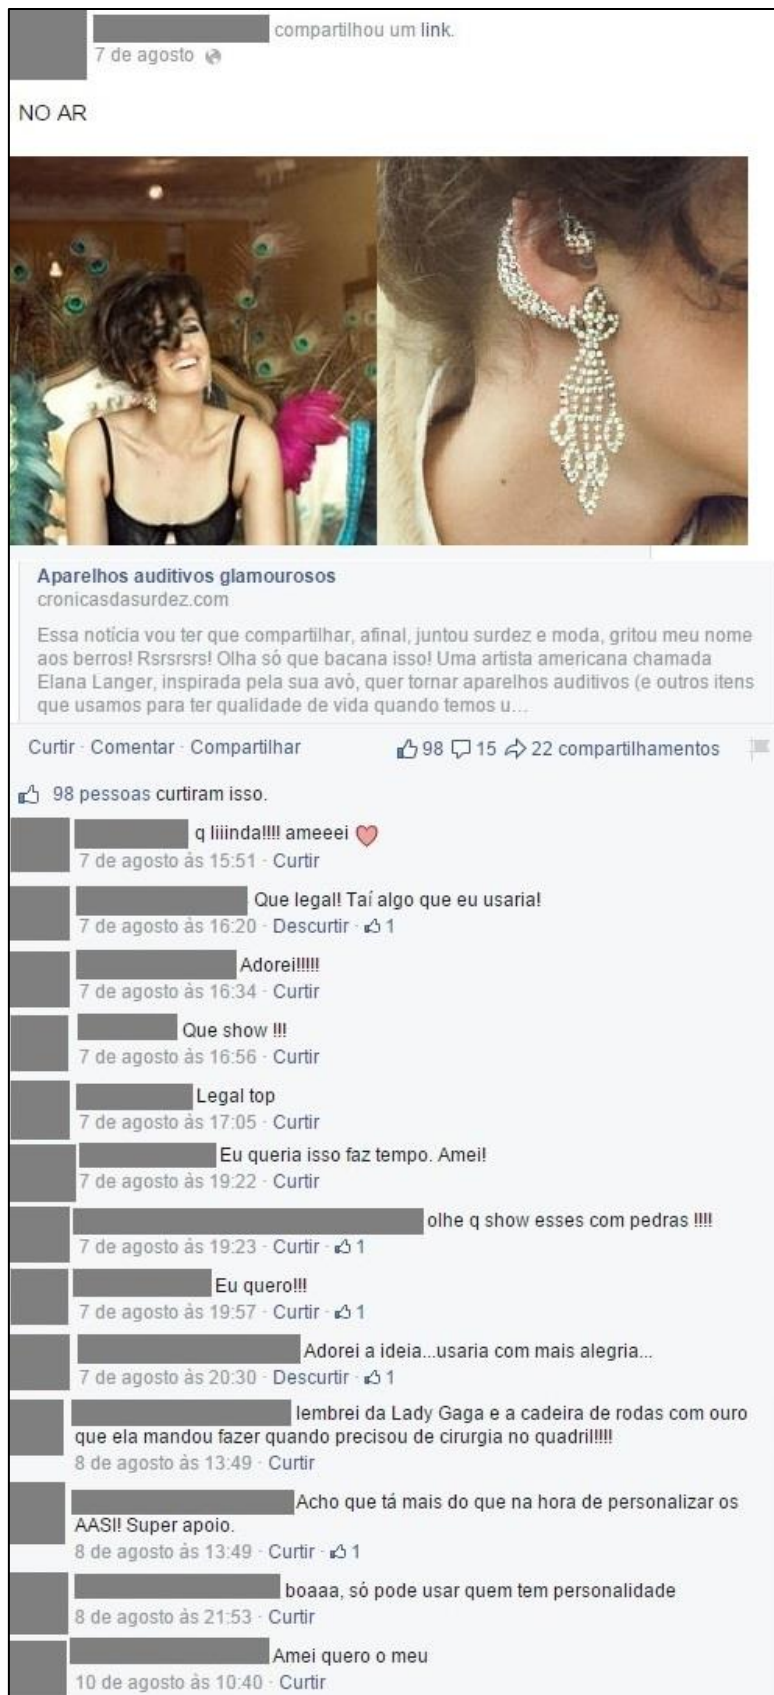 compartilhou um link.
7 de agosto
NO AR
Aparelhos auditivos glamourosos
cronicasdasurdez.com
Essa notícia vou ter que compartilhar, afinal, juntou surdez e moda, gritou meu nome
aos berros! Rsrsrsrs! Olha só que bacana isso! Uma artista americana chamada
Elana Langer, inspirada pela sua avó, quer tornar aparelhos auditivos (e outros itens
que usamos para ter qualidade de vida quando temos u...
Curtir · Comentar · Compartilhar 98 15 22 compartilhamentos
98 pessoas curtiram isso.
q liiinda!!!! ameeei
7 de agosto às 15:51 · Curtir
Que legal! Taí algo que eu usaria!
7 de agosto às 16:20 · Descurtir · 1
Adorei!!!!!
7 de agosto às 16:34 · Curtir
Que show !!!
7 de agosto às 16:56 · Curtir
Legal top
7 de agosto às 17:05 · Curtir
Eu queria isso faz tempo. Amei!
7 de agosto às 19:22 · Curtir
olhe q show esses com pedras !!!!
7 de agosto às 19:23 · Curtir · 1
Eu quero!!!
7 de agosto às 19:57 · Curtir · 1
Adorei a ideia...usaria com mais alegria...
7 de agosto às 20:30 · Descurtir · 1
lembrei da Lady Gaga e a cadeira de rodas com ouro
que ela mandou fazer quando precisou de cirurgia no quadril!!!!
8 de agosto às 13:49 · Curtir
Acho que tá mais do que na hora de personalizar os
AASI! Super apoio.
8 de agosto às 13:49 · Curtir · 1
boaaa, só pode usar quem tem personalidade
8 de agosto às 21:53 · Curtir
Amei quero o meu
10 de agosto às 10:40 · Curtir